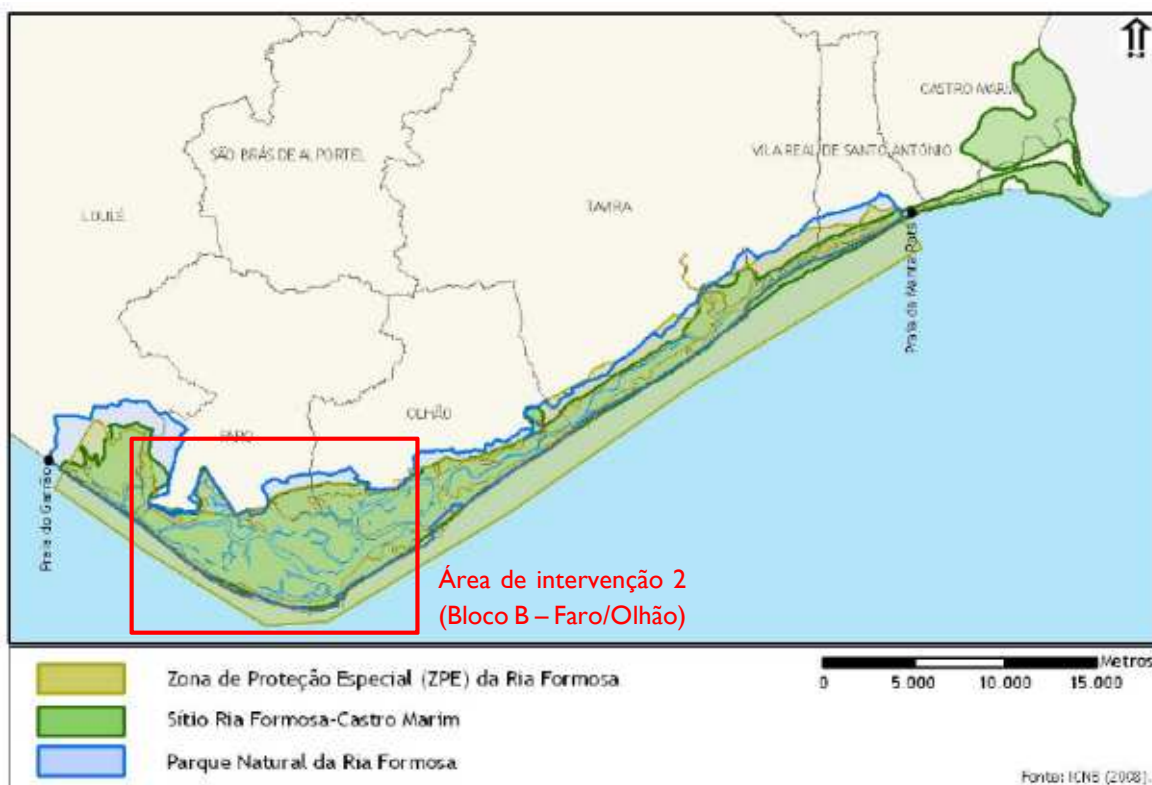 CASTRO MARIM
VILA REAL DE SANTO ANTÓNIO
SÃO BRÁS DE ALPORTEL
LOULÉ
TAVIRA
Praia da Manta Rota
OLHÃO
FARO
Praia do Garrão
Área de intervenção 2
(Bloco B – Faro/Olhão)
Zona de Proteção Especial (ZPE) da Ria Formosa
Metros
0 5.000 10.000 15.000
Sítio Ria Formosa-Castro Marim
Parque Natural da Ria Formosa
Fonte: ICNB (2008).